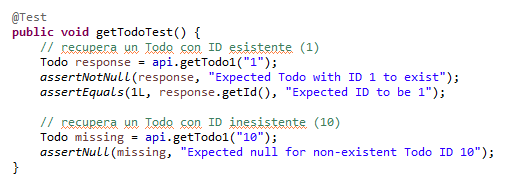 @Test
public void getTodoTest() {
    // recupera un Todo con ID esistente (1)
    Todo response = api.getTodo1("1");
    assertNotNull(response, "Expected Todo with ID 1 to exist");
    assertEquals(1L, response.getId(), "Expected ID to be 1");

    // recupera un Todo con ID inesistente (10)
    Todo missing = api.getTodo1("10");
    assertNull(missing, "Expected null for non-existent Todo ID 10");
}